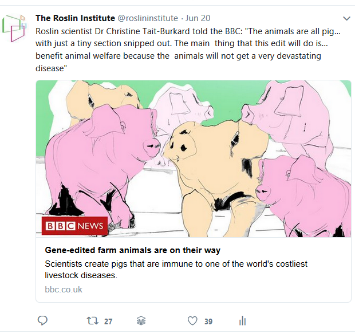 The Roslin Institute @roslininstitute · Jun 20
Roslin scientist Dr Christine Tait-Burkard told the BBC: "The animals are all pig...
with just a tiny section snipped out. The main thing that this edit will do is...
benefit animal welfare because the animals will not get a very devastating
disease"
BBC NEWS
Gene-edited farm animals are on their way
Scientists create pigs that are immune to one of the world's costliest
livestock diseases.
bbc.co.uk
27
39